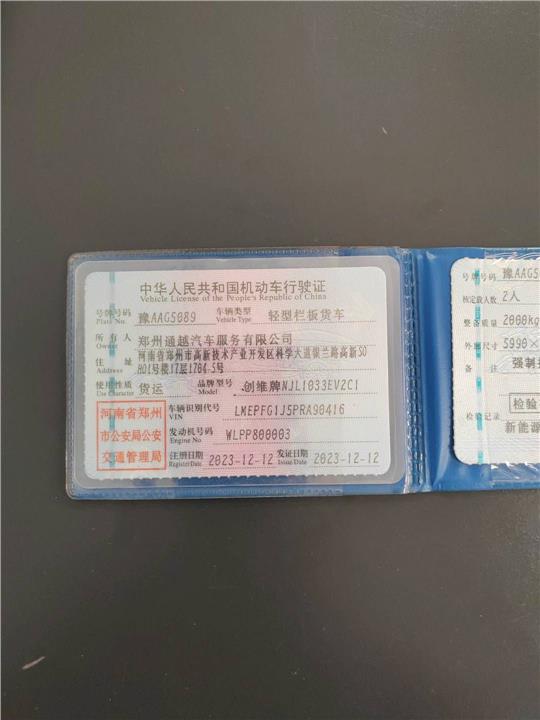 中华人民共和国机动车行驶证
Vehicle License of the People's Republic of China
号牌号码 豫AAG5089 车辆类型 轻型栏板货车
Plate No. Vehicle Type
所有人 郑州通越汽车服务有限公司
Owner
住址 河南省郑州市高新技术产业开发区科学大道银兰路高新SO
Address HO1号楼17层1704-5号
使用性质 货运 品牌型号 创维牌NJL1033EV2C1
Use Character Model
河南省郑州
市公安局公安
交通管理局
车辆识别代号 LMEPFG1J5PRA90416
VIN
发动机号码 WLPP800003
Engine No.
注册日期 2023-12-12 发证日期 2023-12-12
Register Date Issue Date
号牌号码 豫AAG5
核定载人数 2人
整备质量 2000kg
外廓尺寸 5990×
强制
检验
检验记录
新能源